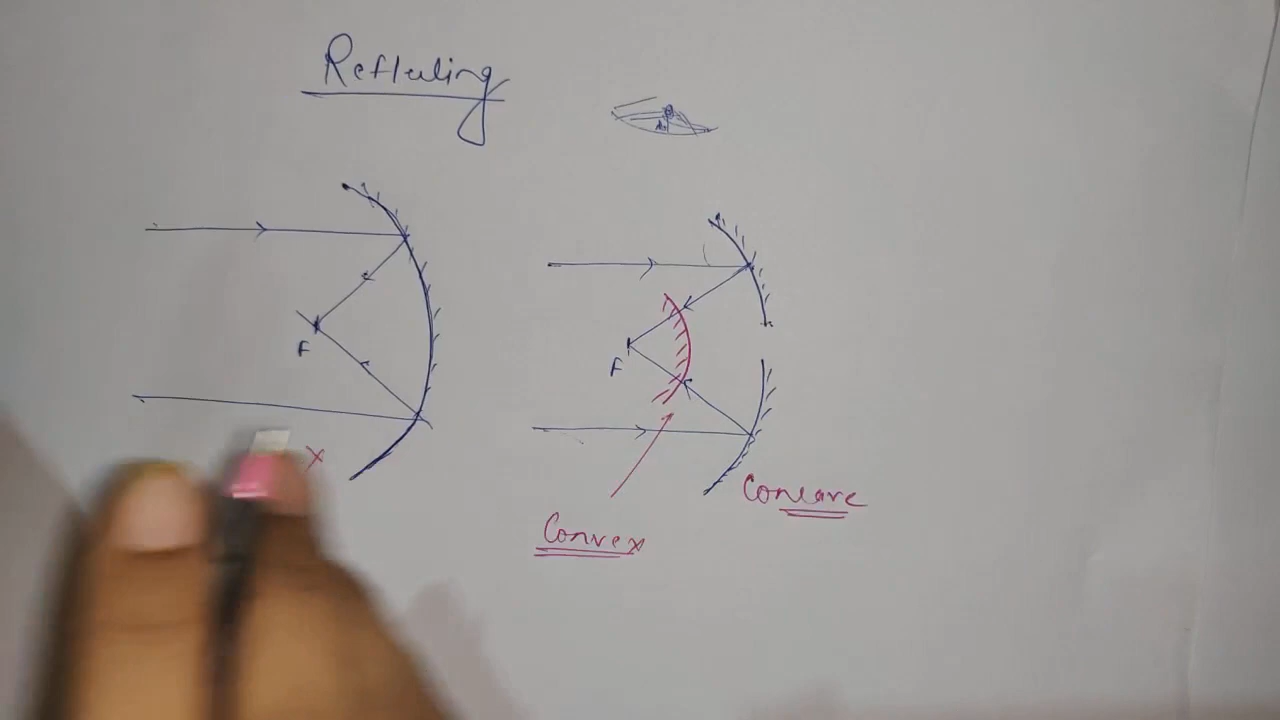 Reflecting
F
F
x
Concave
Convex